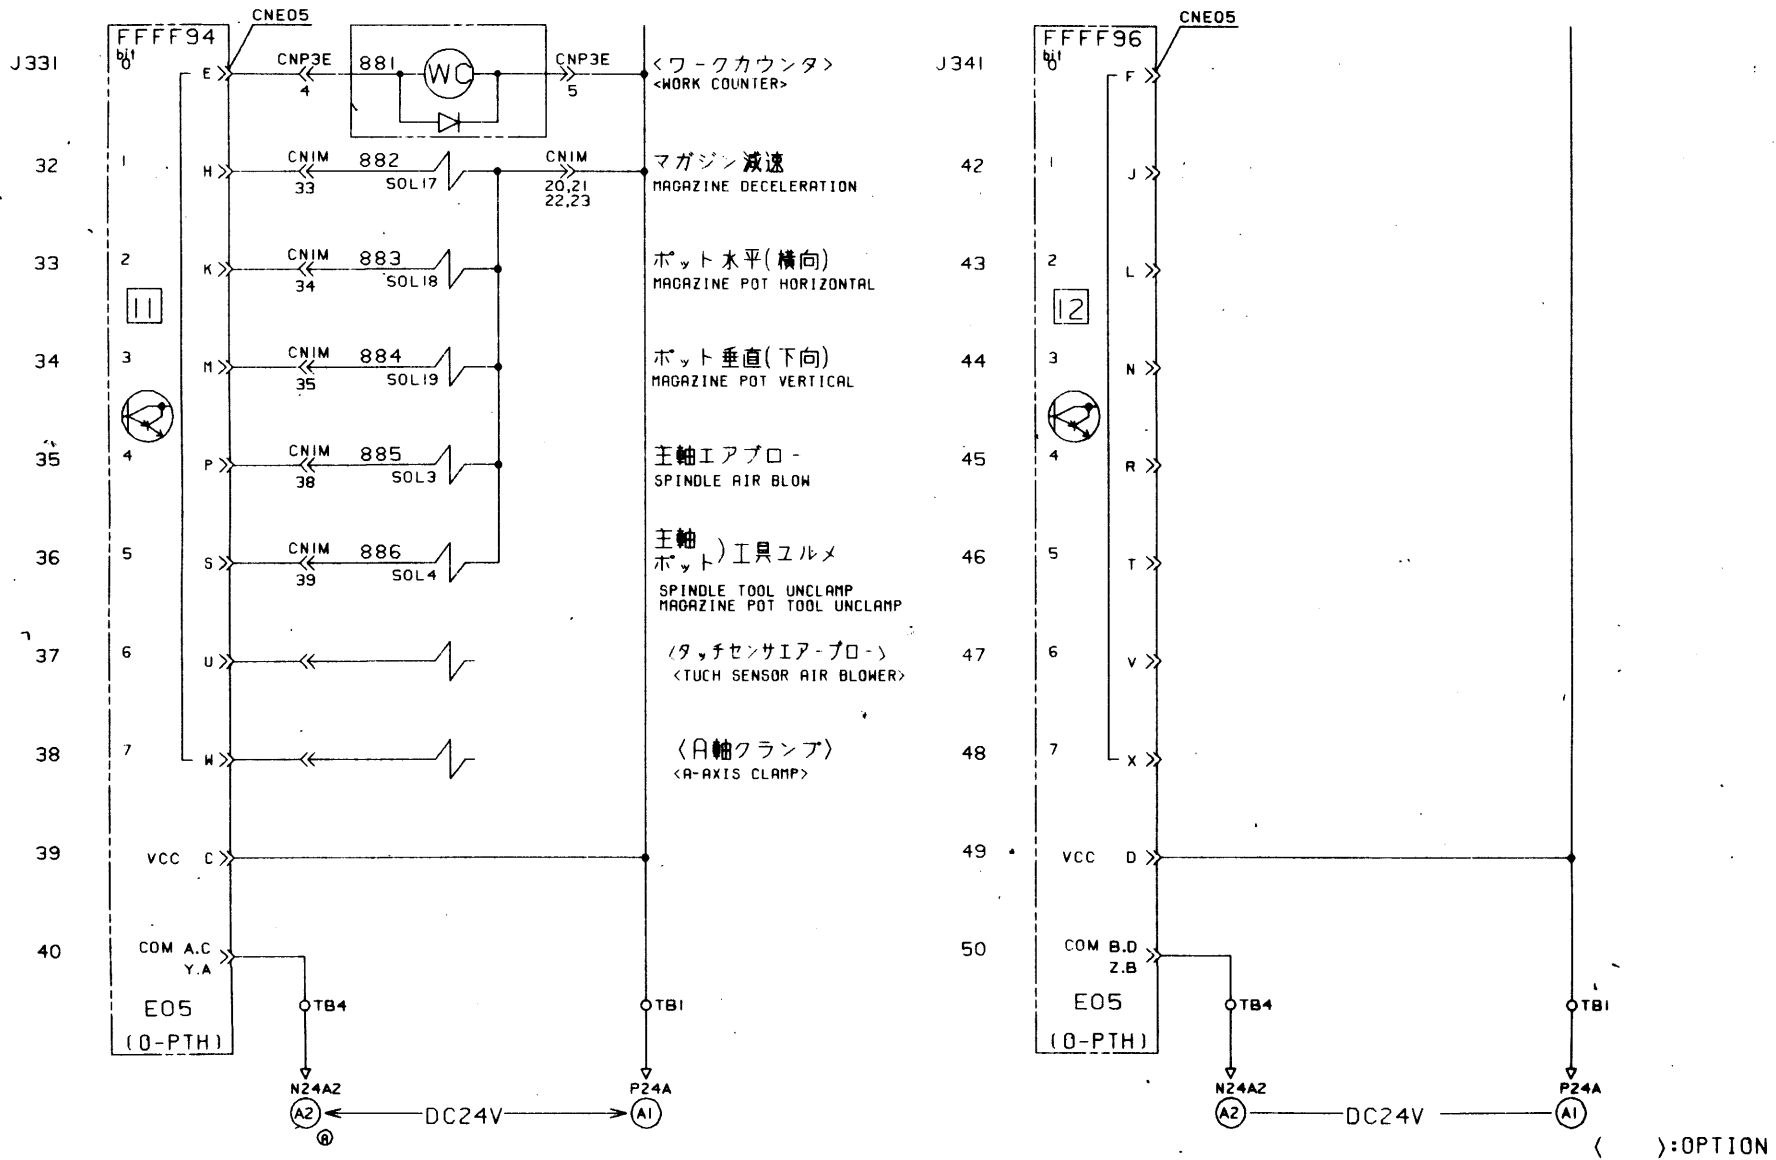 CNE05
FFFF94
bit
J331
0
E
CNP3E
4
881
WC
CNP3E
5
<ワークカウンタ>
<WORK COUNTER>
32
1
H
CN1M
33
882
SOL17
CN1M
20,21
22,23
マガジン 減速
MAGAZINE DECELERATION
33
2
K
CN1M
34
883
SOL18
ポット 水平(横向)
MAGAZINE POT HORIZONTAL
11
34
3
M
CN1M
35
884
SOL19
ポット 垂直(下向)
MAGAZINE POT VERTICAL
35
4
P
CN1M
38
885
SOL3
主軸エアブロー
SPINDLE AIR BLOW
36
5
S
CN1M
39
886
SOL4
主軸
ポット)工具ユルメ
SPINDLE TOOL UNCLAMP
MAGAZINE POT TOOL UNCLAMP
37
6
U
<タッチセンサエアーブロー>
<TUCH SENSOR AIR BLOWER>
38
7
W
<A軸クランプ>
<A-AXIS CLAMP>
39
VCC C
40
COM A.C
Y.A
E05
(O-PTH)
TB4
TB1
N24A2
P24A
A2
DC24V
A1
A
CNE05
FFFF96
bit
J341
0
F
42
1
J
43
2
L
12
44
3
N
45
4
R
46
5
T
47
6
V
48
7
X
49
VCC D
50
COM B.D
Z.B
E05
(O-PTH)
TB4
TB1
N24A2
P24A
A2
DC24V
A1
< >:OPTION